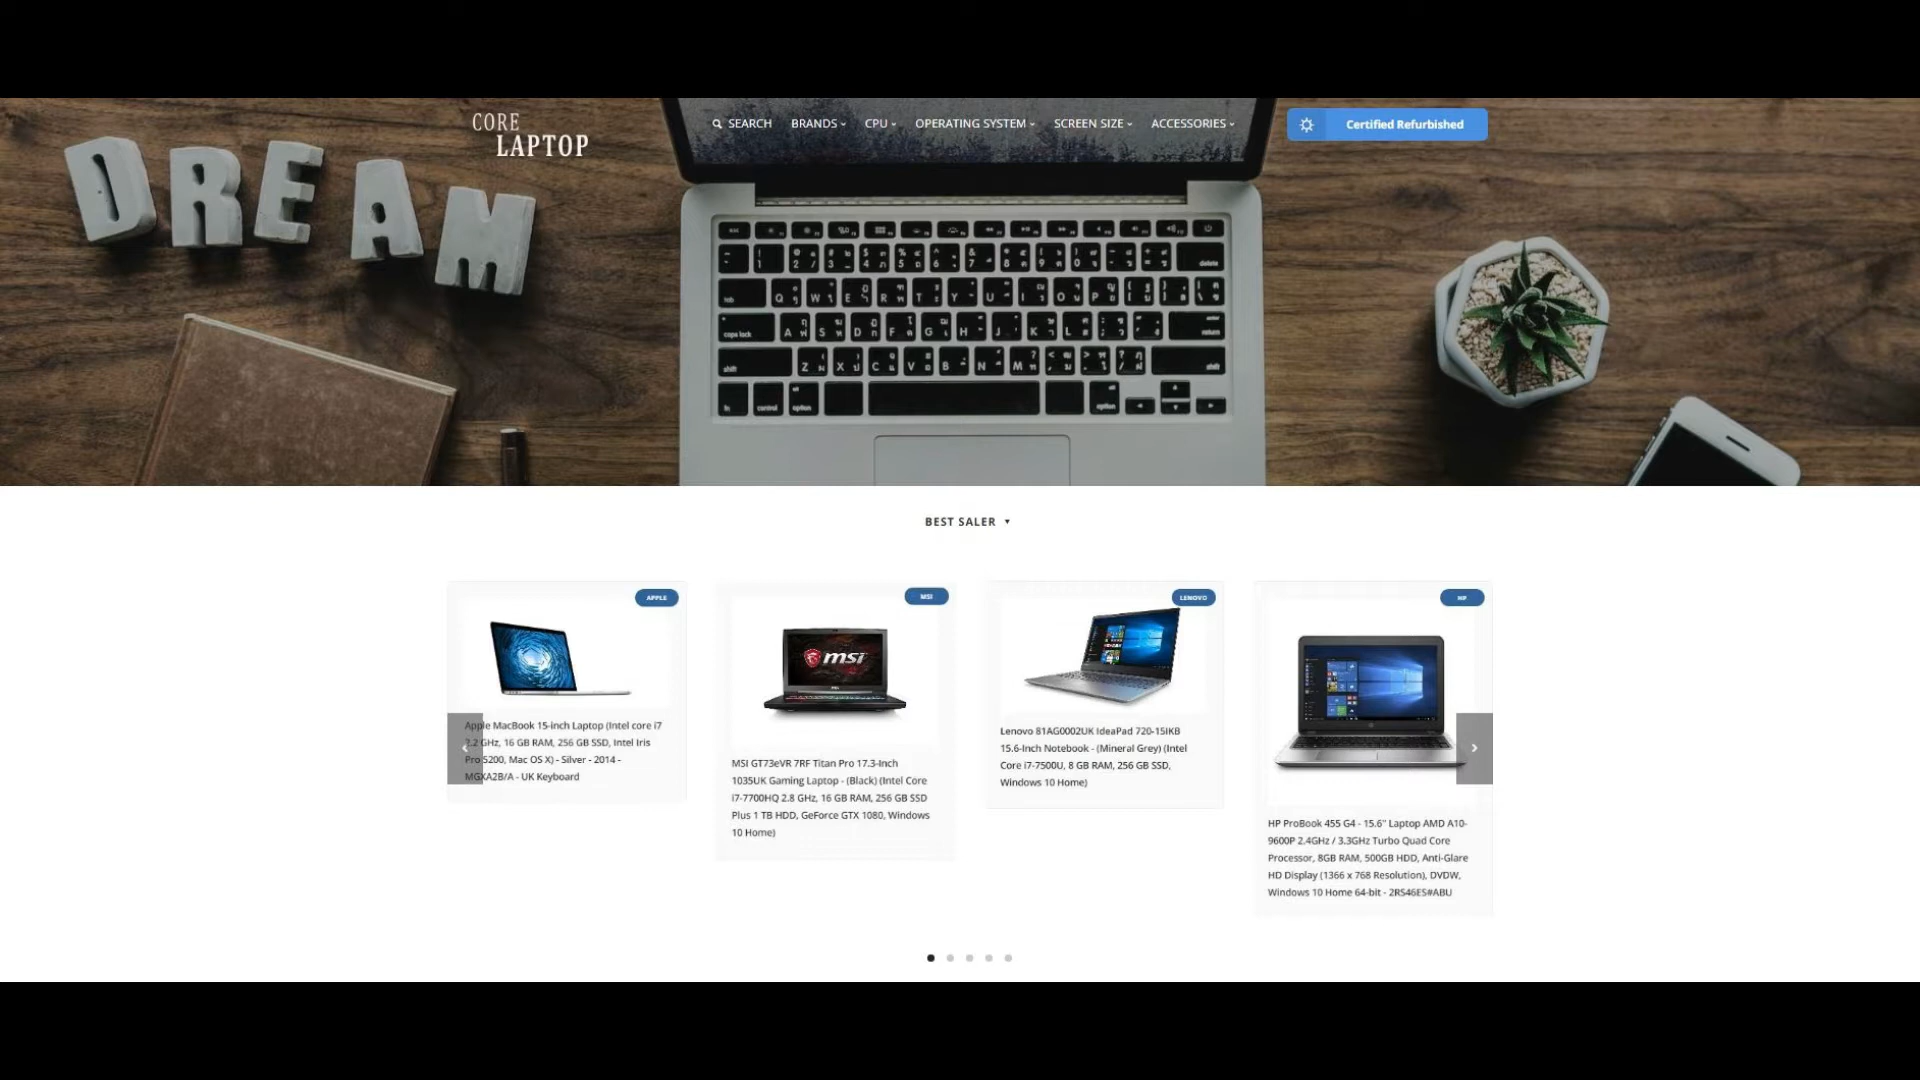 CORE
LAPTOP
SEARCH
BRANDS
CPU
OPERATING SYSTEM
SCREEN SIZE
ACCESSORIES
Certified Refurbished
DREAM
BEST SALER
APPLE
Apple MacBook 15-inch Laptop (Intel core i7
2.2 GHz, 16 GB RAM, 256 GB SSD, Intel Iris
Pro 5200, Mac OS X) - Silver - 2014 -
MGXA2B/A - UK Keyboard
MSI
msi
MSI GT73eVR 7RF Titan Pro 17.3-Inch
1035UK Gaming Laptop - (Black) (Intel Core
i7-7700HQ 2.8 GHz, 16 GB RAM, 256 GB SSD
Plus 1 TB HDD, GeForce GTX 1080, Windows
10 Home)
LENOVO
Lenovo 81AG0002UK IdeaPad 720-15IKB
15.6-Inch Notebook - (Mineral Grey) (Intel
Core i7-7500U, 8 GB RAM, 256 GB SSD,
Windows 10 Home)
HP
HP ProBook 455 G4 - 15.6" Laptop AMD A10-
9600P 2.4GHz / 3.3GHz Turbo Quad Core
Processor, 8GB RAM, 500GB HDD, Anti-Glare
HD Display (1366 x 768 Resolution), DVDW,
Windows 10 Home 64-bit - 2RS46ES#ABU